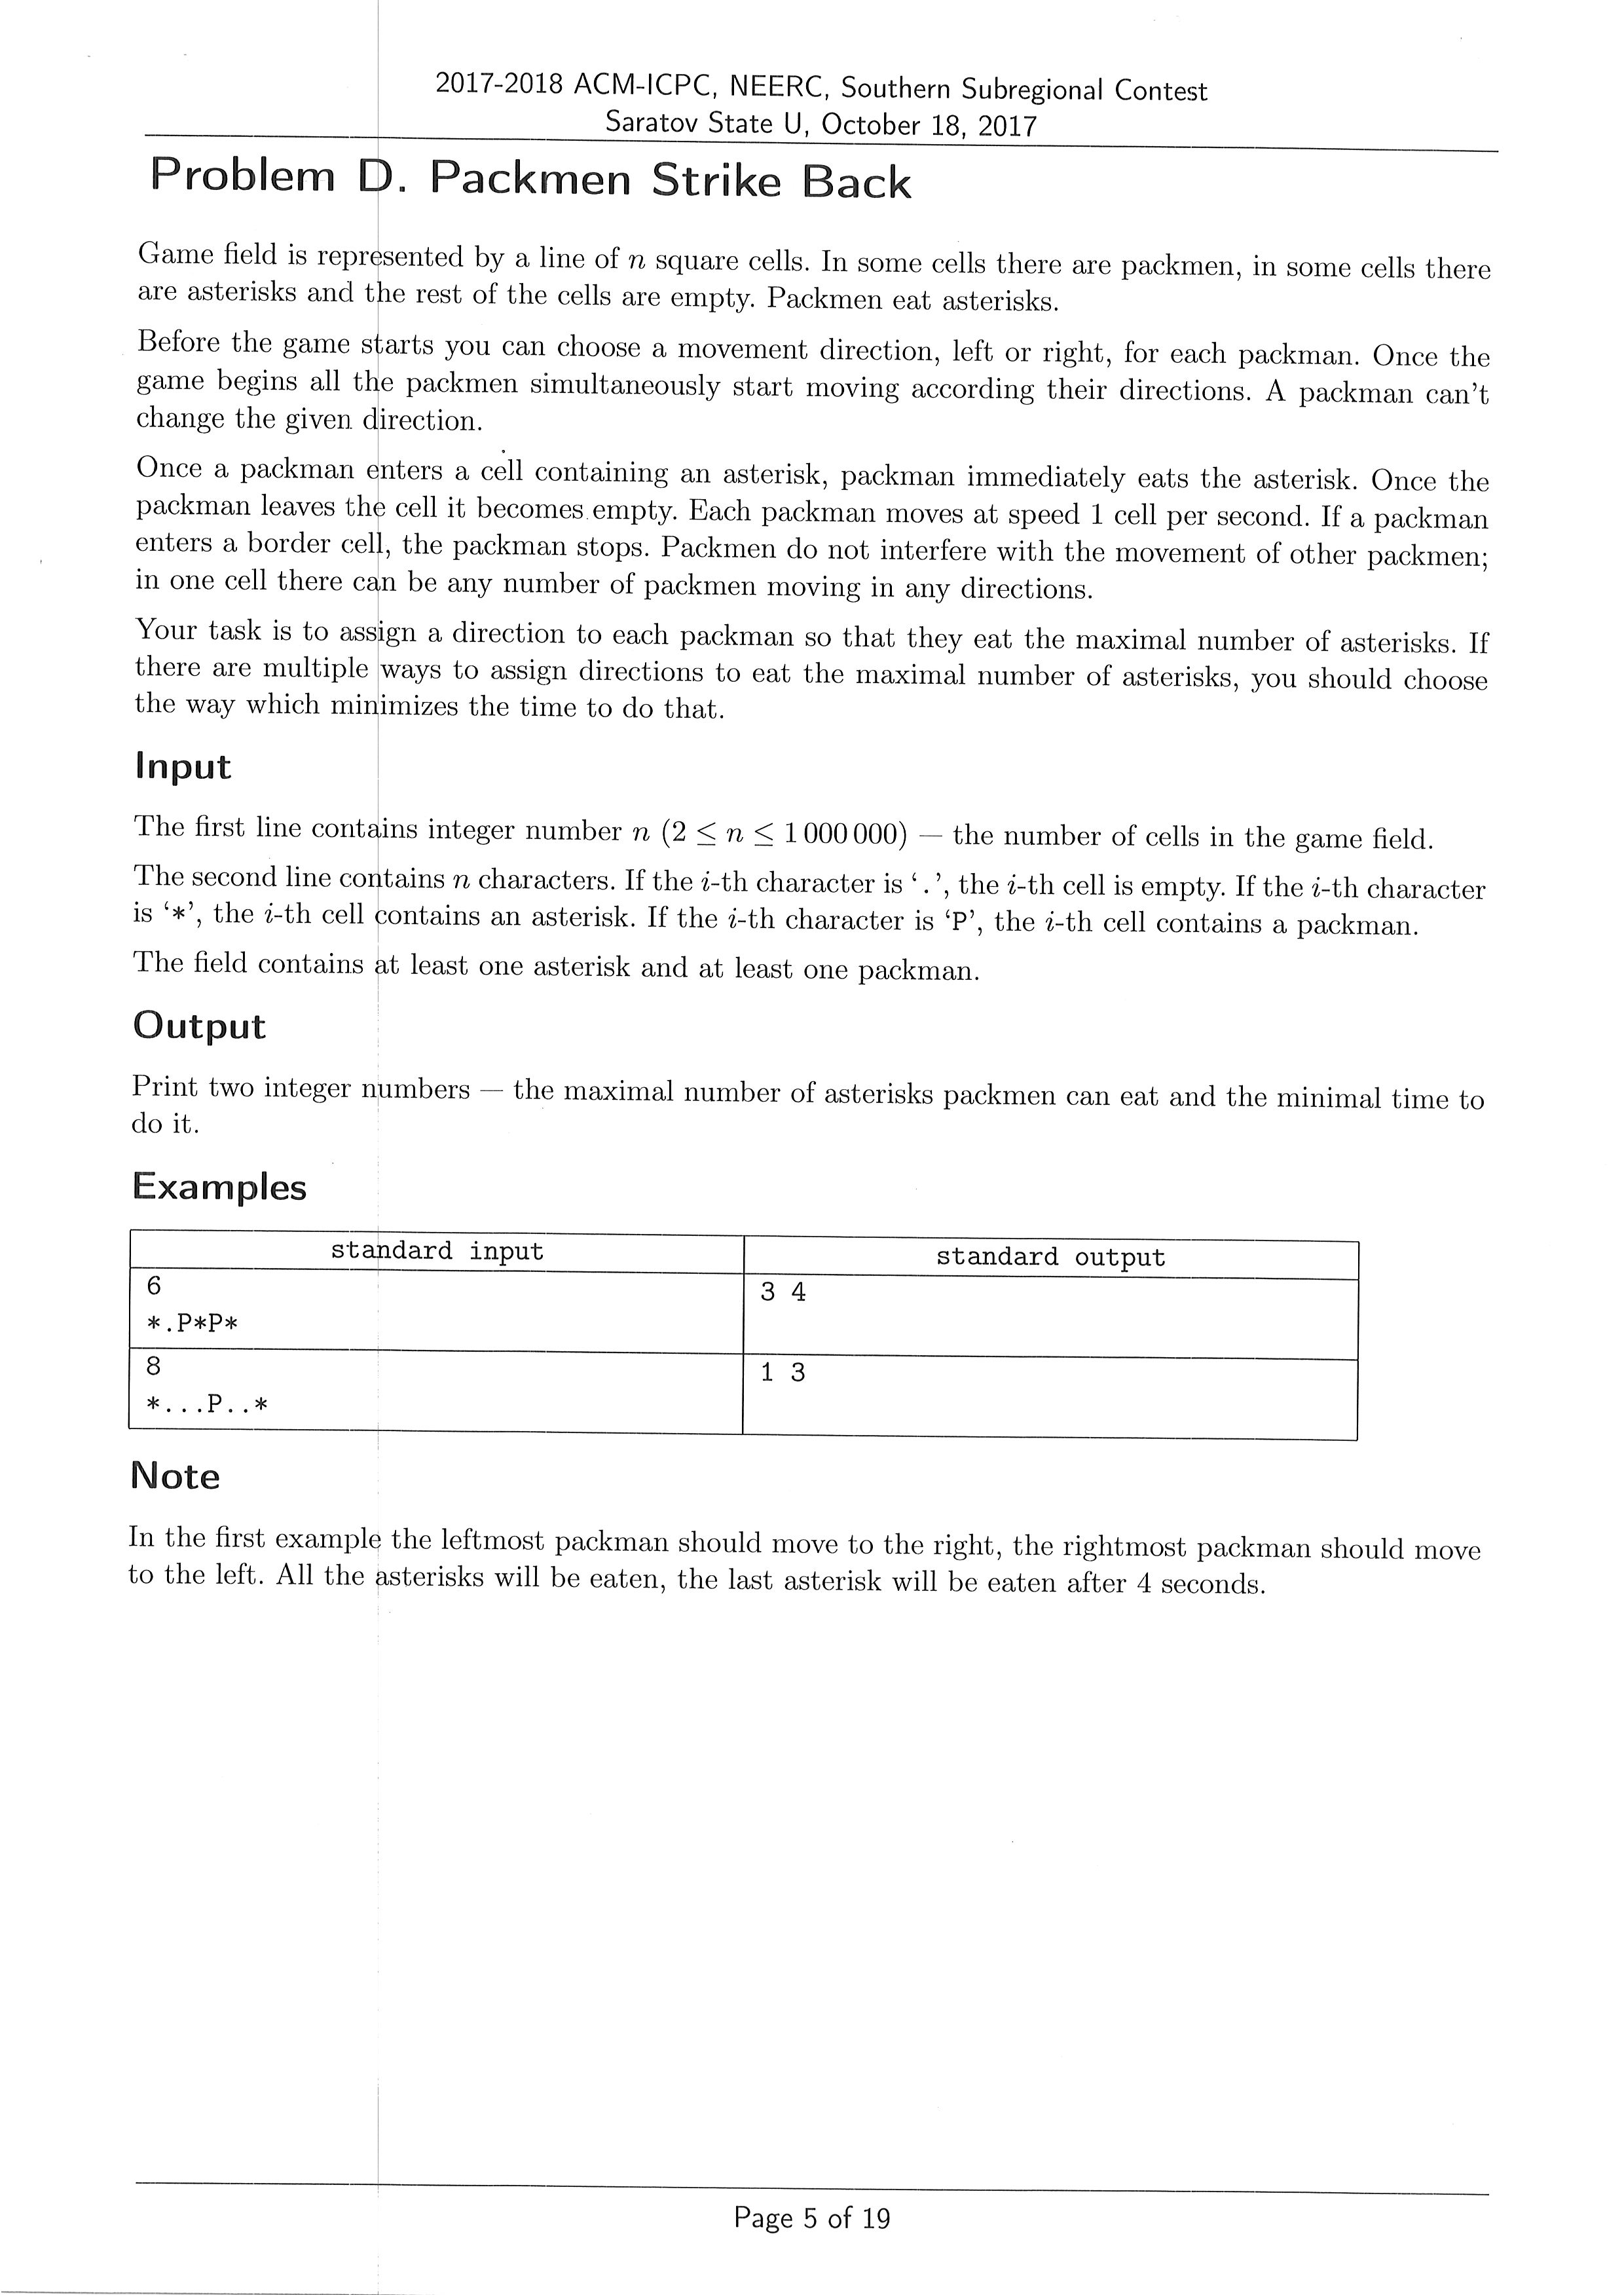 2017-2018 ACM-ICPC, NEERC, Southern Subregional Contest
Saratov State U, October 18, 2017
Problem D. Packmen Strike Back
Game field is represented by a line of n square cells. In some cells there are packmen, in some cells there
are asterisks and the rest of the cells are empty. Packmen eat asterisks.
Before the game starts you can choose a movement direction, left or right, for each packman. Once the
game begins all the packmen simultaneously start moving according their directions. A packman can't
change the given direction.
Once a packman enters a cell containing an asterisk, packman immediately eats the asterisk. Once the
packman leaves the cell it becomes empty. Each packman moves at speed 1 cell per second. If a packman
enters a border cell, the packman stops. Packmen do not interfere with the movement of other packmen;
in one cell there can be any number of packmen moving in any directions.
Your task is to assign a direction to each packman so that they eat the maximal number of asterisks. If
there are multiple ways to assign directions to eat the maximal number of asterisks, you should choose
the way which minimizes the time to do that.
Input
The first line contains integer number n (2 ≤ n ≤ 1 000 000) — the number of cells in the game field.
The second line contains n characters. If the i-th character is '.', the i-th cell is empty. If the i-th character
is '*', the i-th cell contains an asterisk. If the i-th character is 'P', the i-th cell contains a packman.
The field contains at least one asterisk and at least one packman.
Output
Print two integer numbers — the maximal number of asterisks packmen can eat and the minimal time to
do it.
Examples
standard input standard output
6 3 4
*.P*P*
8 1 3
*...P..*
Note
In the first example the leftmost packman should move to the right, the rightmost packman should move
to the left. All the asterisks will be eaten, the last asterisk will be eaten after 4 seconds.
Page 5 of 19